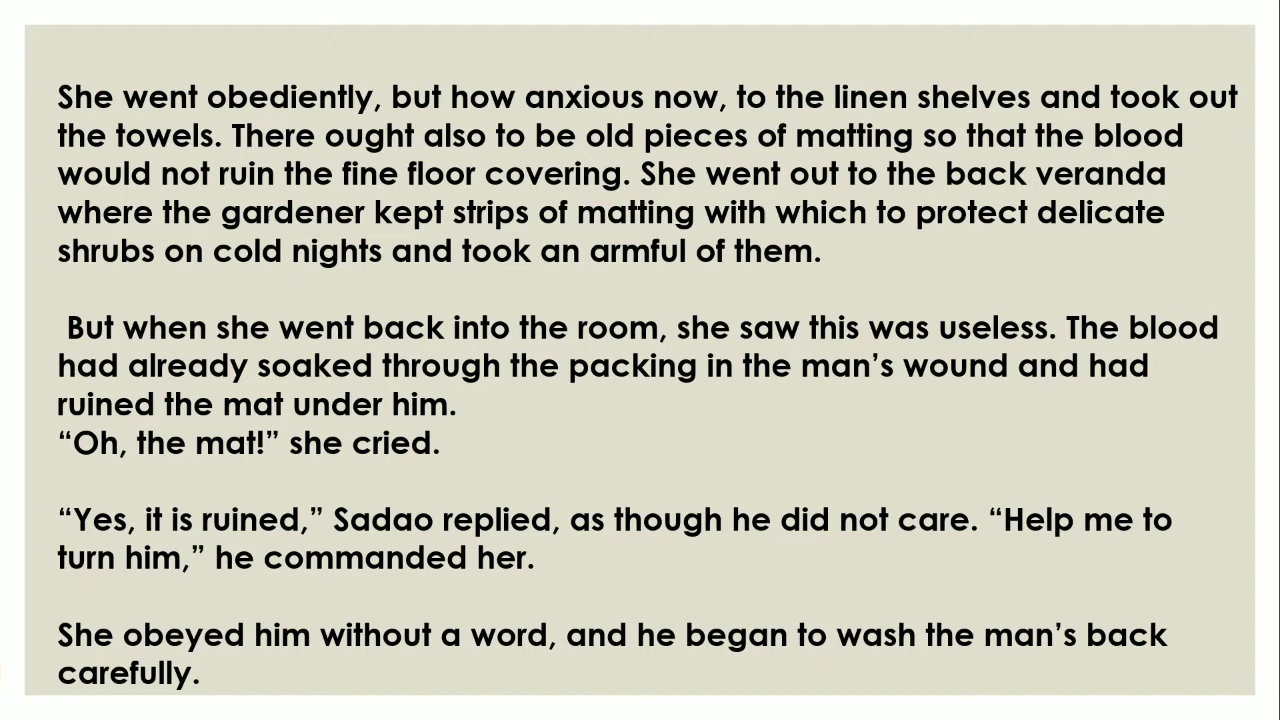 She went obediently, but how anxious now, to the linen shelves and took out
the towels. There ought also to be old pieces of matting so that the blood
would not ruin the fine floor covering. She went out to the back veranda
where the gardener kept strips of matting with which to protect delicate
shrubs on cold nights and took an armful of them.
But when she went back into the room, she saw this was useless. The blood
had already soaked through the packing in the man’s wound and had
ruined the mat under him.
“Oh, the mat!” she cried.
“Yes, it is ruined,” Sadao replied, as though he did not care. “Help me to
turn him,” he commanded her.
She obeyed him without a word, and he began to wash the man’s back
carefully.